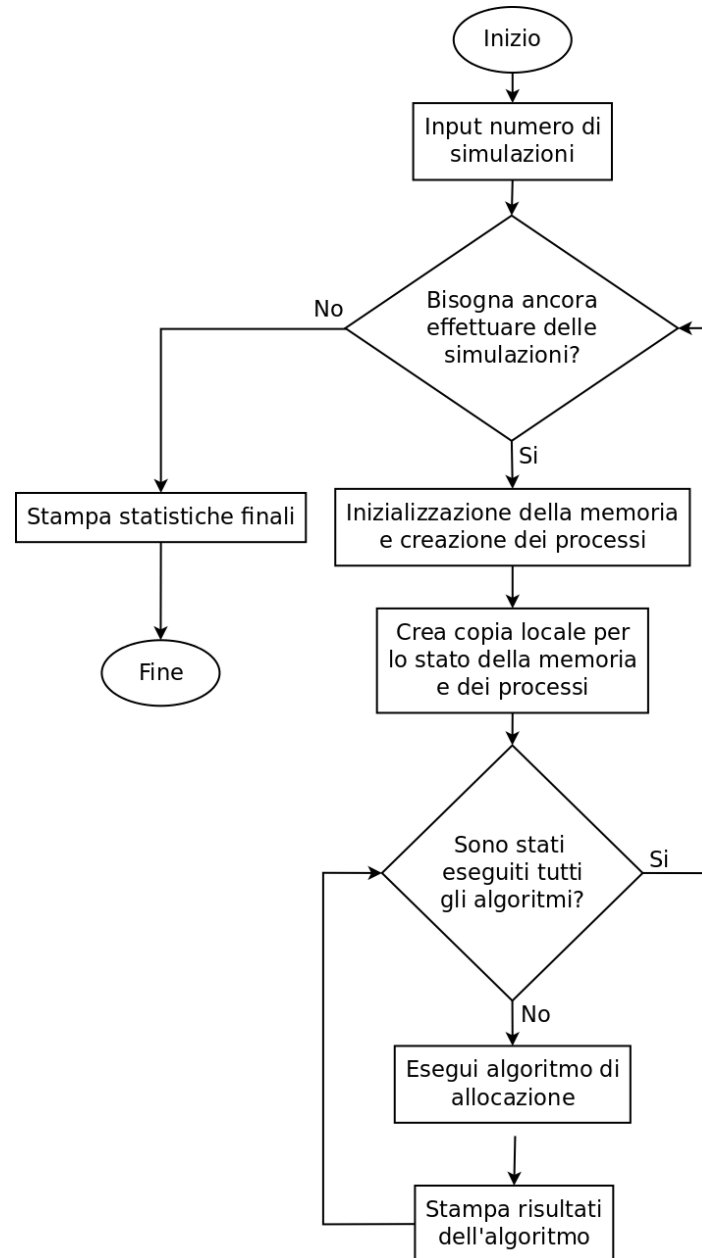 Inizio
Input numero di
simulazioni
Bisogna ancora
effettuare delle
simulazioni?
No
Si
Stampa statistiche finali
Inizializzazione della memoria
e creazione dei processi
Fine
Crea copia locale per
lo stato della memoria
e dei processi
Sono stati
eseguiti tutti
gli algoritmi?
Si
No
Esegui algoritmo di
allocazione
Stampa risultati
dell'algoritmo